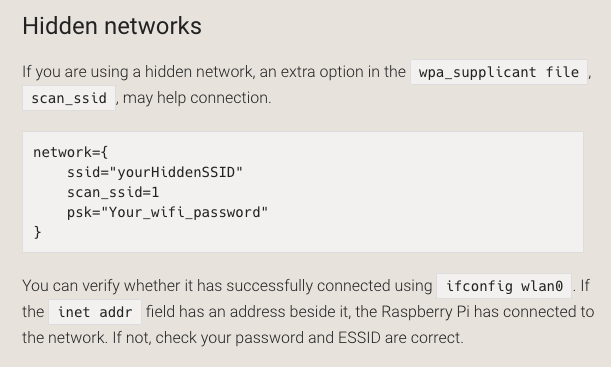 Hidden networks
If you are using a hidden network, an extra option in the wpa_supplicant file ,
scan_ssid , may help connection.
network={
    ssid="yourHiddenSSID"
    scan_ssid=1
    psk="Your_wifi_password"
}
You can verify whether it has successfully connected using ifconfig wlan0 . If
the inet addr field has an address beside it, the Raspberry Pi has connected to
the network. If not, check your password and ESSID are correct.